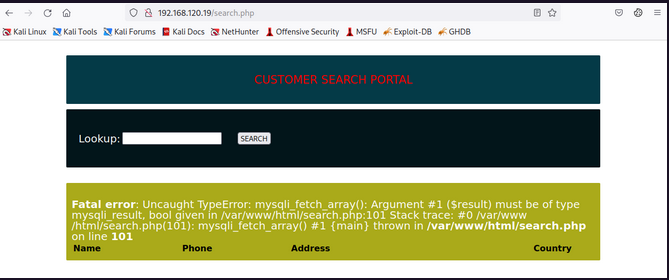 192.168.120.19/search.php
Kali Linux Kali Tools Kali Forums Kali Docs NetHunter Offensive Security MSFU Exploit-DB GHDB
CUSTOMER SEARCH PORTAL
Lookup: SEARCH
Fatal error: Uncaught TypeError: mysqli_fetch_array(): Argument #1 ($result) must be of type
mysqli_result, bool given in /var/www/html/search.php:101 Stack trace: #0 /var/www
/html/search.php(101): mysqli_fetch_array() #1 {main} thrown in /var/www/html/search.php
on line 101
Name Phone Address Country